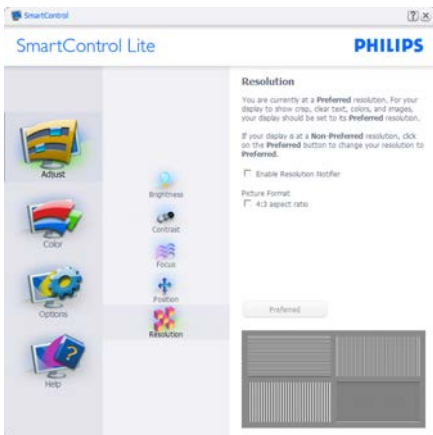 SmartControl
SmartControl Lite
PHILIPS
Adjust
Color
Options
Help
Brightness
Contrast
Focus
Position
Resolution
Resolution
You are currently at a Preferred resolution. For your
display to show crisp, clear text, colors, and images,
your display should be set to its Preferred resolution.
If your display is at a Non-Preferred resolution, click
on the Preferred button to change your resolution to
Preferred.
Enable Resolution Notifier
Picture Format
4:3 aspect ratio
Preferred